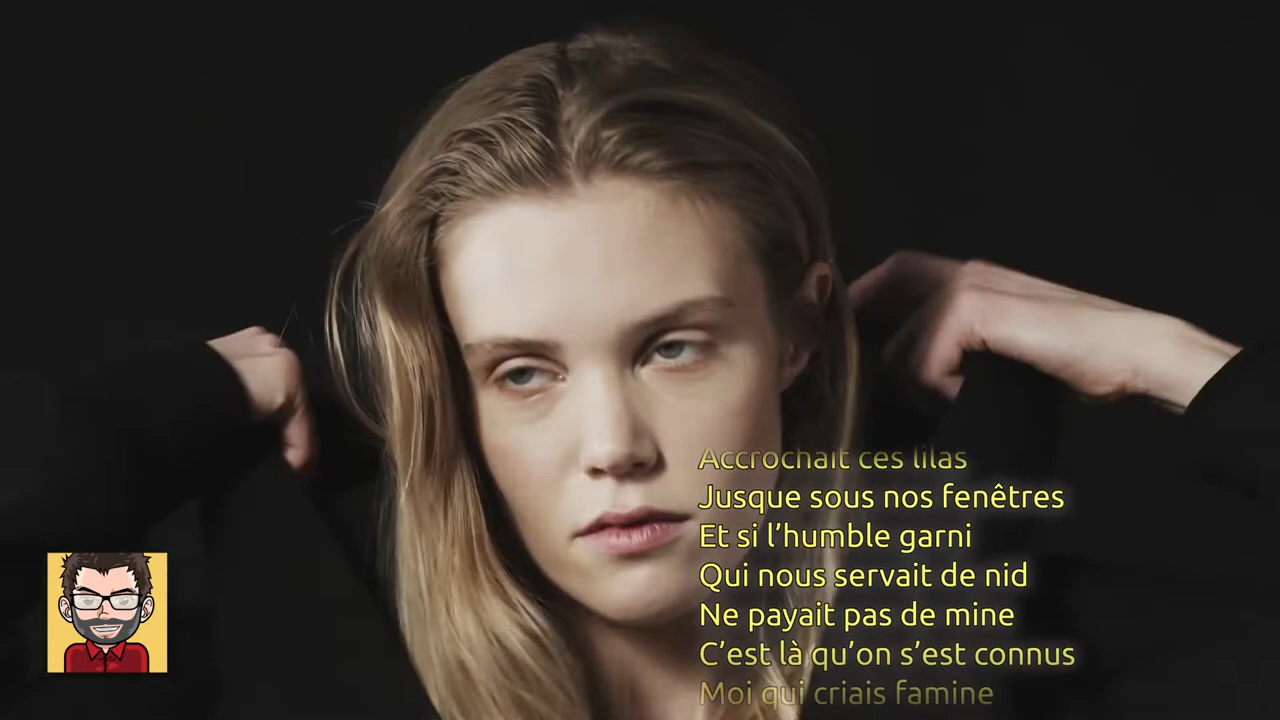 Accrochait ces lilas
Jusque sous nos fenêtres
Et si l’humble garni
Qui nous servait de nid
Ne payait pas de mine
C’est là qu’on s’est connus
Moi qui criais famine